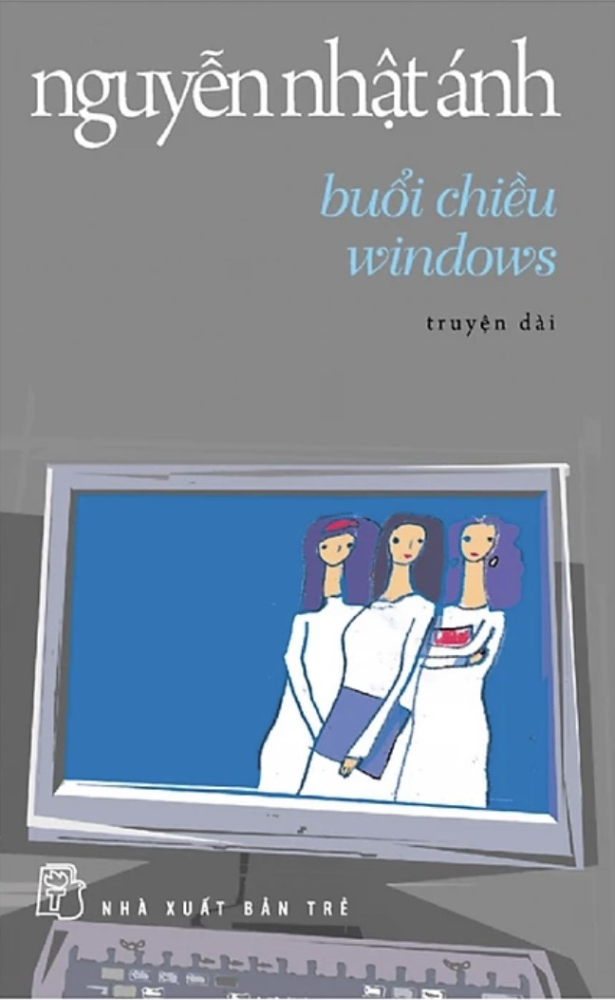 nguyễn nhật ánh
buổi chiều
windows
truyện dài
NHÀ XUẤT BẢN TRẺ